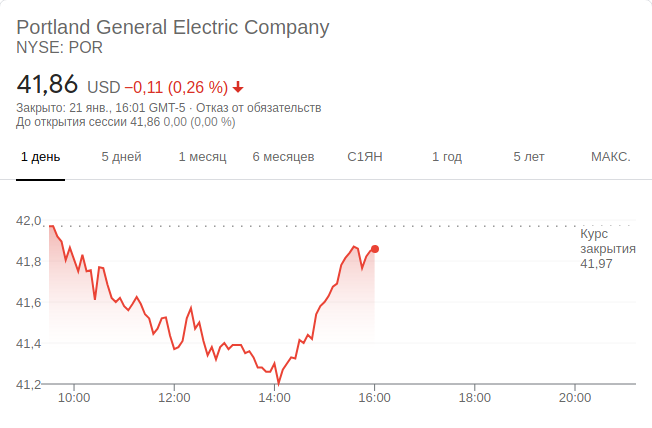 Portland General Electric Company
NYSE: POR
41,86 USD −0,11 (0,26 %)
Закрыто: 21 янв., 16:01 GMT-5 · Отказ от обязательств
До открытия сессии 41,86 0,00 (0,00 %)
1 день 5 дней 1 месяц 6 месяцев С1ЯН 1 год 5 лет МАКС.
42,0
Курс
закрытия
41,97
41,8
41,6
41,4
41,2
10:00 12:00 14:00 16:00 18:00 20:00